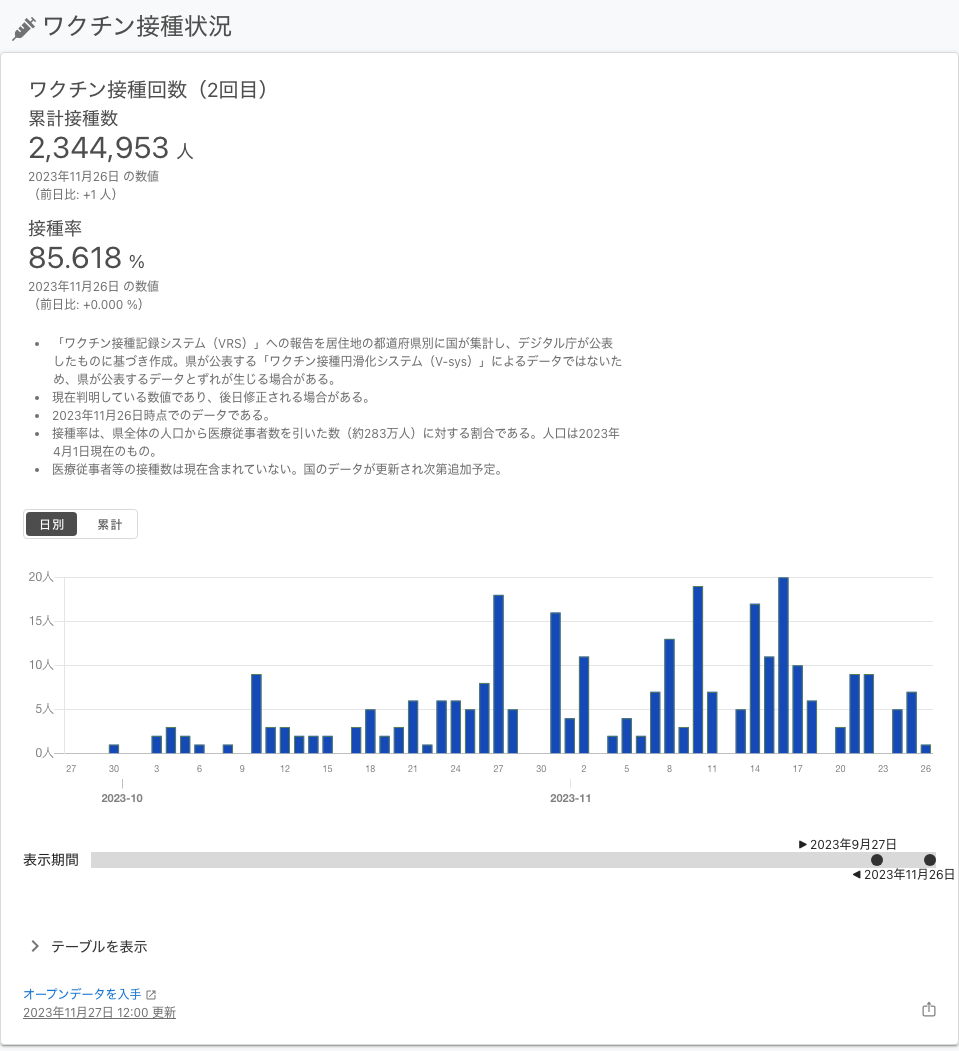 ワクチン接種状況
ワクチン接種回数（2回目）
累計接種数
2,344,953 人
2023年11月26日 の数値
（前日比: +1 人）
接種率
85.618 %
2023年11月26日 の数値
（前日比: +0.000 %）
「ワクチン接種記録システム（VRS）」への報告を居住地の都道府県別に国が集計し、デジタル庁が公表
したものに基づき作成。県が公表する「ワクチン接種円滑化システム（V-sys）」によるデータではないた
め、県が公表するデータとずれが生じる場合がある。
現在判明している数値であり、後日修正される場合がある。
2023年11月26日時点でのデータである。
接種率は、県全体の人口から医療従事者数を引いた数（約283万人）に対する割合である。人口は2023年
4月1日現在のもの。
医療従事者等の接種数は現在含まれていない。国のデータが更新され次第追加予定。
日別 累計
20人
15人
10人
5人
0人
27 30 3 6 9 12 15 18 21 24 27 30 2 5 8 11 14 17 20 23 26
2023-10 2023-11
▶ 2023年9月27日
表示期間
◀ 2023年11月26日
テーブルを表示
オープンデータを入手
2023年11月27日 12:00 更新